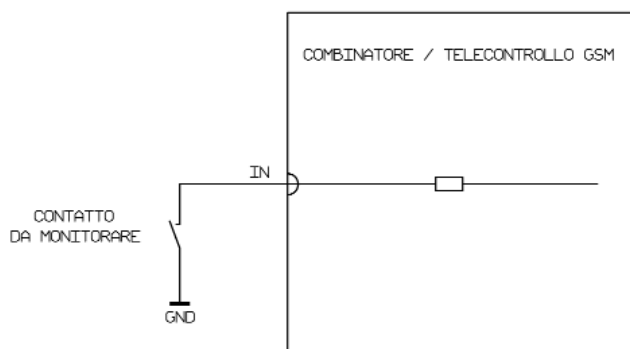 COMBINATORE / TELECONTROLLO GSM
IN
CONTATTO
DA MONITORARE
GND